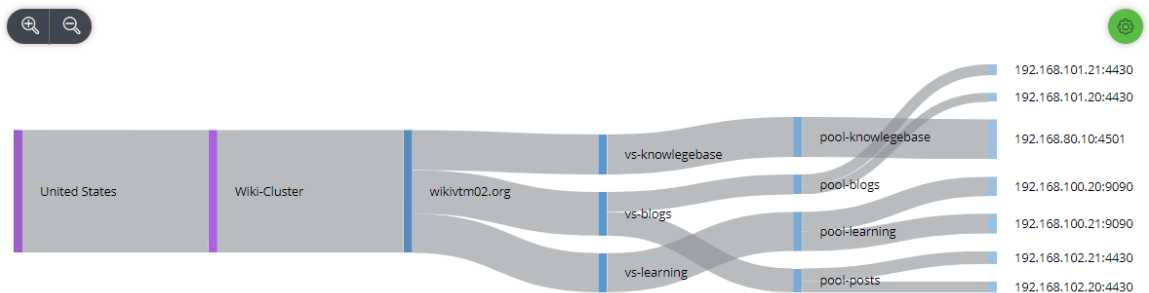 United States
Wiki-Cluster
wikivtm02.org
vs-knowlegebase
vs-blogs
vs-learning
pool-knowlegebase
pool-blogs
pool-learning
pool-posts
192.168.101.21:4430
192.168.101.20:4430
192.168.80.10:4501
192.168.100.20:9090
192.168.100.21:9090
192.168.102.21:4430
192.168.102.20:4430